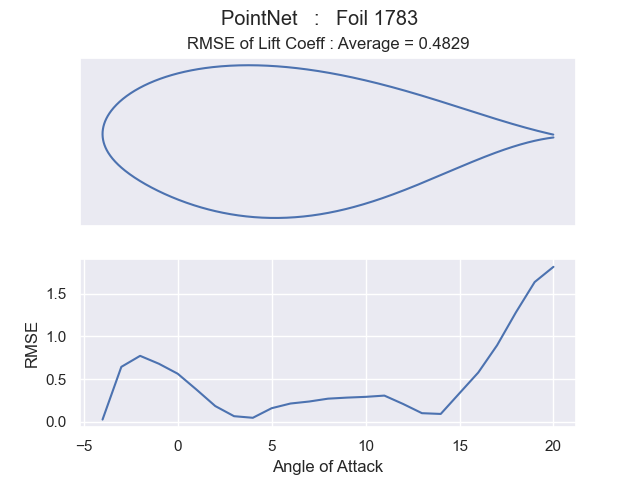 PointNet : Foil 1783
RMSE of Lift Coeff : Average = 0.4829
1.5
1.0
0.5
0.0
RMSE
−5 0 5 10 15 20
Angle of Attack